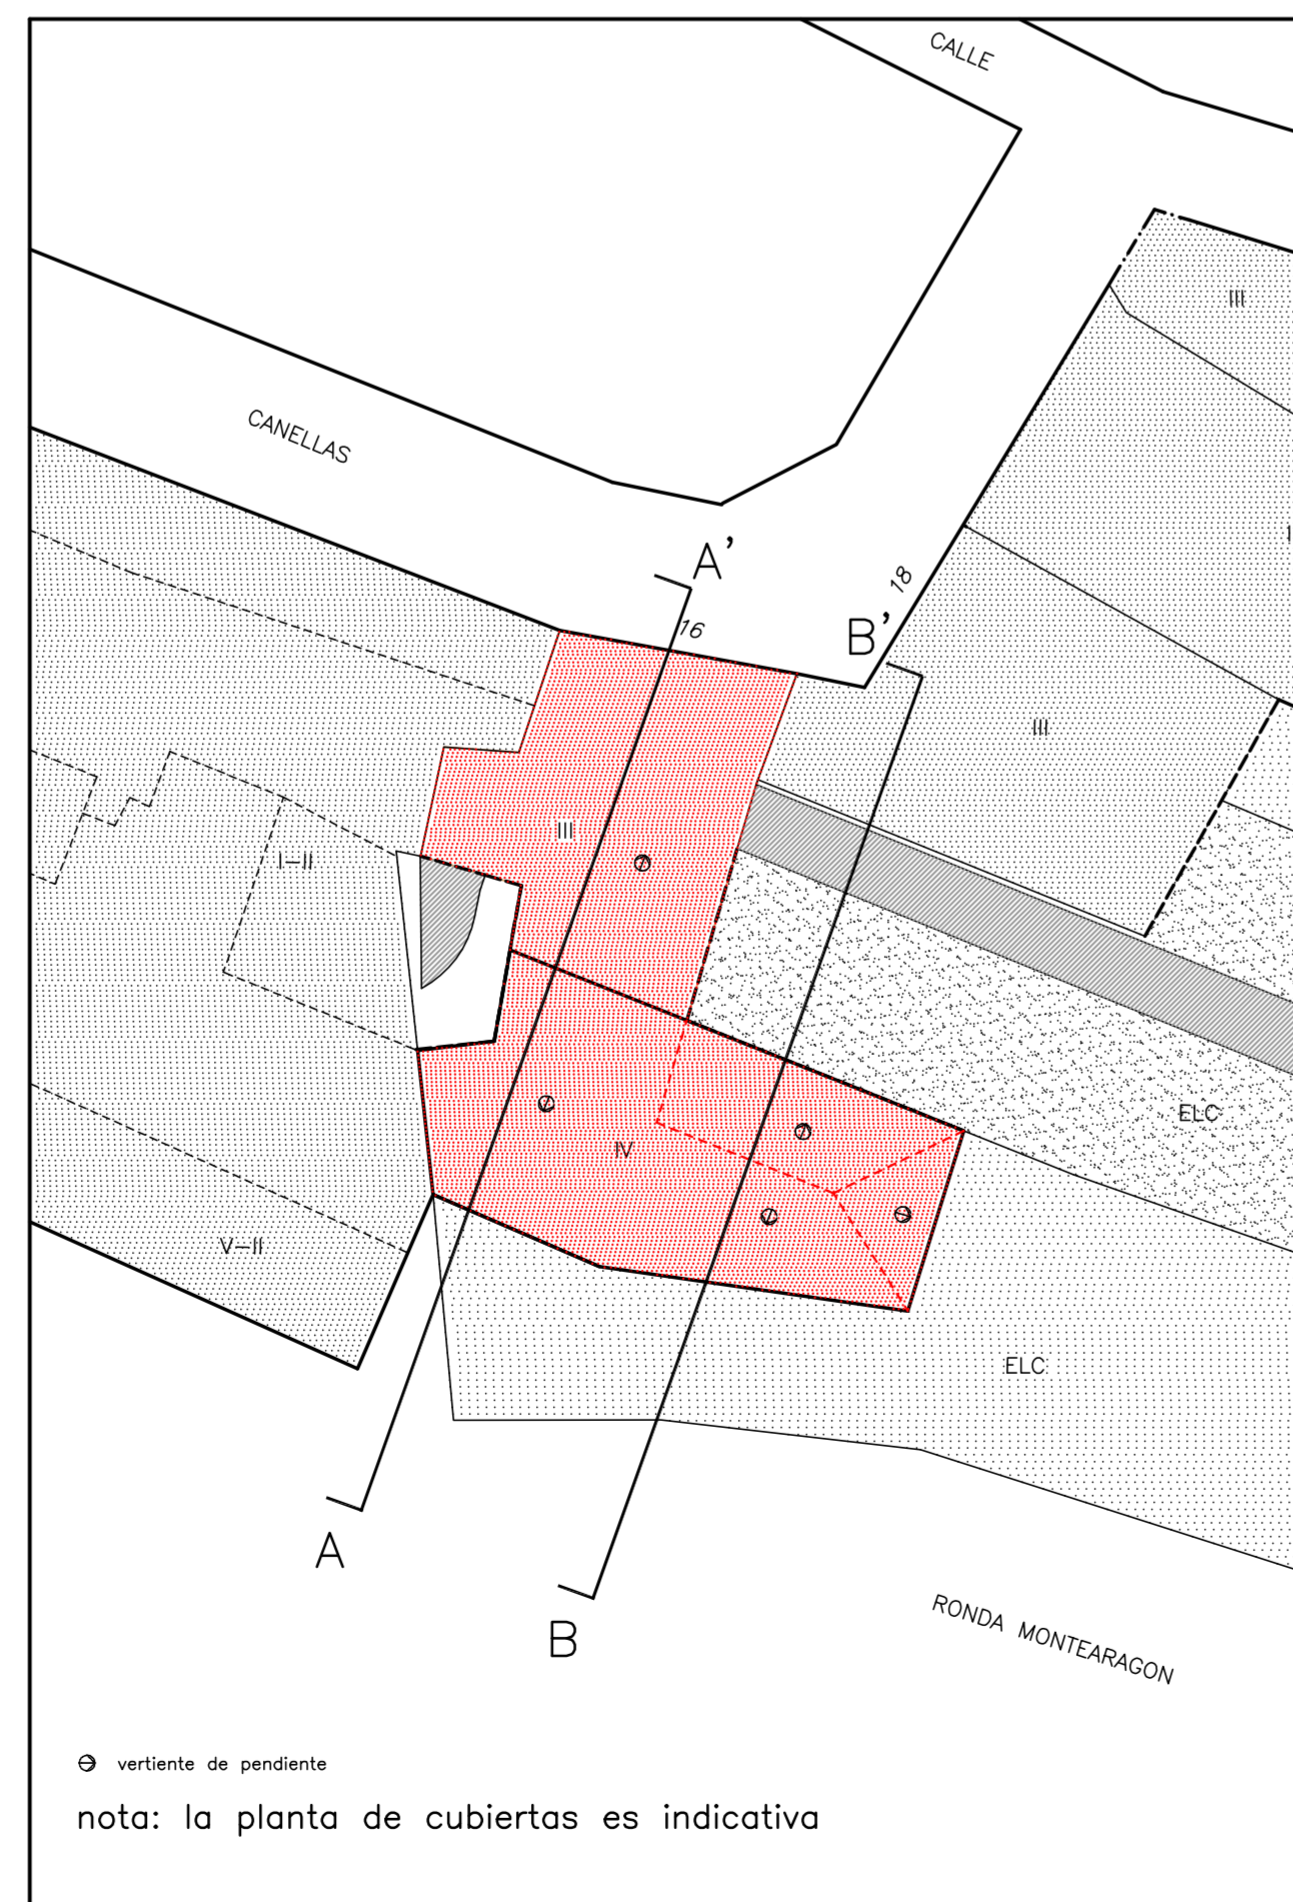 CALLE
III
CANELLAS
A'
18
16
B'
III
III
I-II
ELC
IV
V-II
ELC
A
RONDA MONTEARAGON
B
vertiente de pendiente
nota: la planta de cubiertas es indicativa